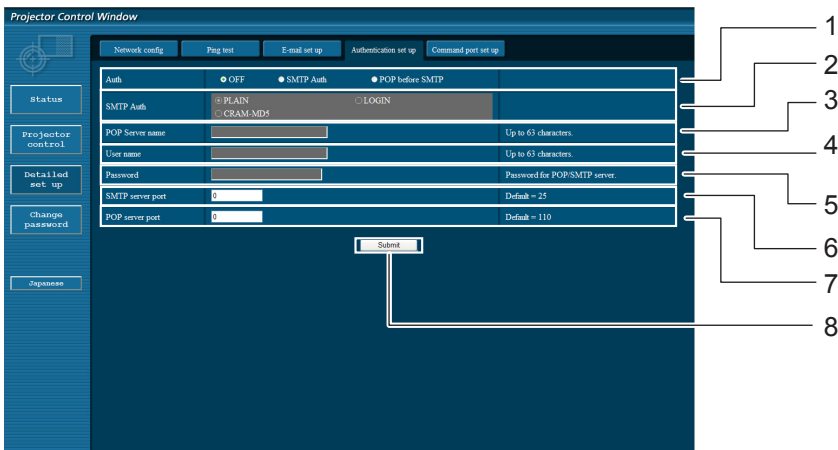 Projector Control Window
Network config Ping test E-mail set up Authentication set up Command port set up
Status
Projector control
Detailed set up
Change password
Japanese
Auth OFF SMTP Auth POP before SMTP
SMTP Auth PLAIN LOGIN
CRAM-MD5
POP Server name Up to 63 characters.
User name Up to 63 characters.
Password Password for POP/SMTP server.
SMTP server port 0 Default = 25
POP server port 0 Default = 110
Submit
1
2
3
4
5
6
7
8